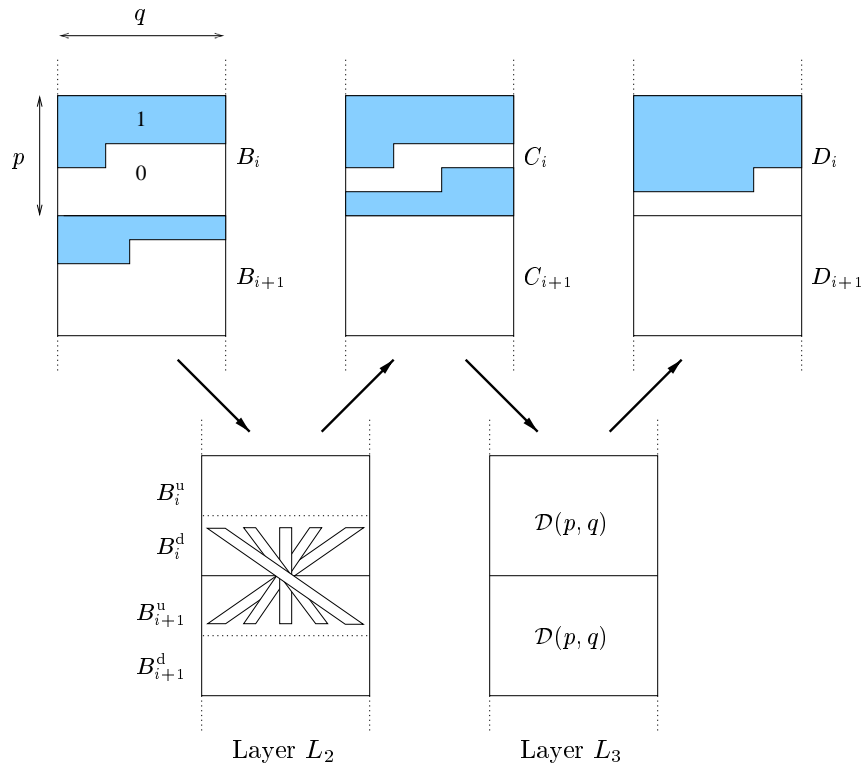 q
p
1
0
B_i
B_{i+1}
C_i
C_{i+1}
D_i
D_{i+1}
B_i^u
B_i^d
B_{i+1}^u
B_{i+1}^d
𝒟(p, q)
𝒟(p, q)
Layer L_2
Layer L_3